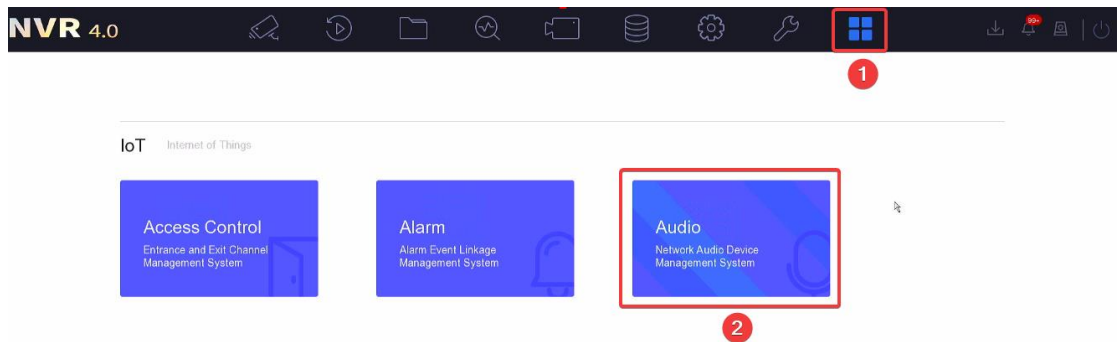 NVR 4.0
99+
1
IoT Internet of Things
Access Control
Entrance and Exit Channel
Management System
Alarm
Alarm Event Linkage
Management System
Audio
Network Audio Device
Management System
2